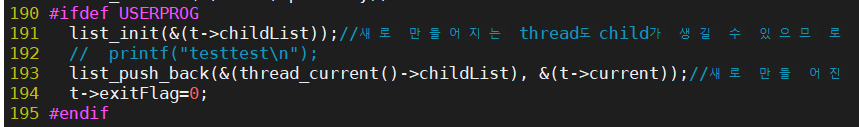 190 #ifdef USERPROG
191   list_init(&(t->childList));//새로 만들어지는 thread도 child가 생길 수 있으므로
192   //  printf("testtest\n");
193   list_push_back(&(thread_current()->childList), &(t->current));//새로 만들어진
194   t->exitFlag=0;
195 #endif